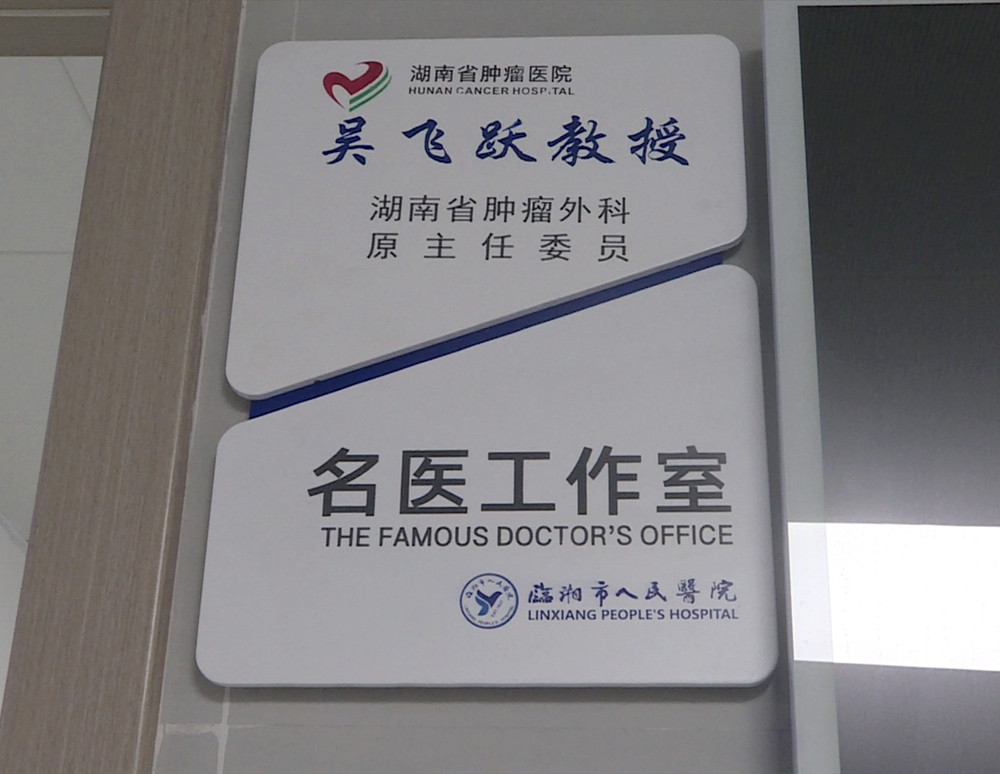 湖南省肿瘤医院
HUNAN CANCER HOSPITAL
吴飞跃教授
湖南省肿瘤外科
原主任委员
名医工作室
THE FAMOUS DOCTOR'S OFFICE
临湘市人民醫院
LINXIANG PEOPLE'S HOSPITAL